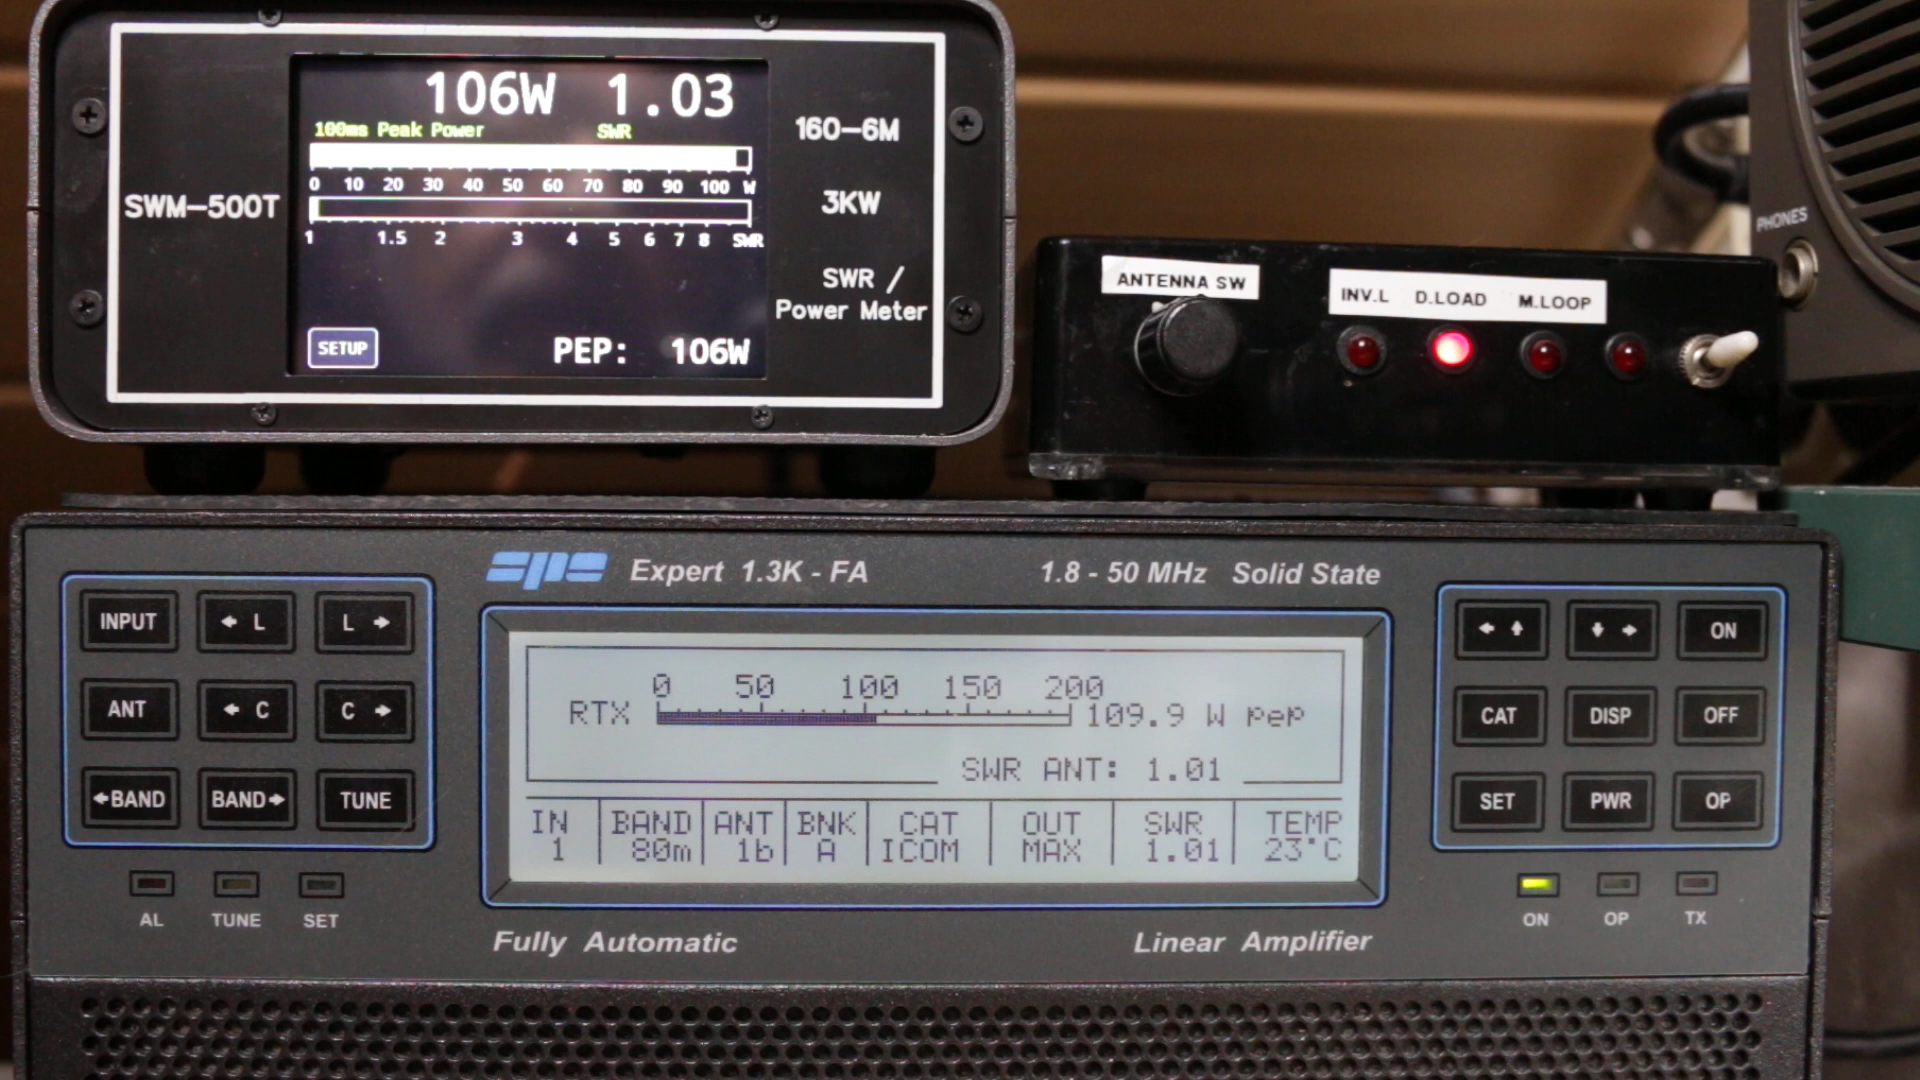 106W 1.03
100ms Peak Power SWR
0 10 20 30 40 50 60 70 80 90 100 W
1 1.5 2 3 4 5 6 7 8 SWR
SETUP PEP: 106W
SWM-500T
160-6M
3KW
SWR /
Power Meter
ANTENNA SW
INV.L D.LOAD M.LOOP
PHONES
spe Expert 1.3K - FA 1.8 - 50 MHz Solid State
INPUT ← L L →
ANT ← C C →
←BAND BAND→ TUNE
AL TUNE SET
0 50 100 150 200
RTX 109.9 W pep
SWR ANT: 1.01
IN BAND ANT BNK CAT OUT SWR TEMP
1 80m 1b A ICOM MAX 1.01 23°C
← ↑ ↓ → ON
CAT DISP OFF
SET PWR OP
ON OP TX
Fully Automatic Linear Amplifier